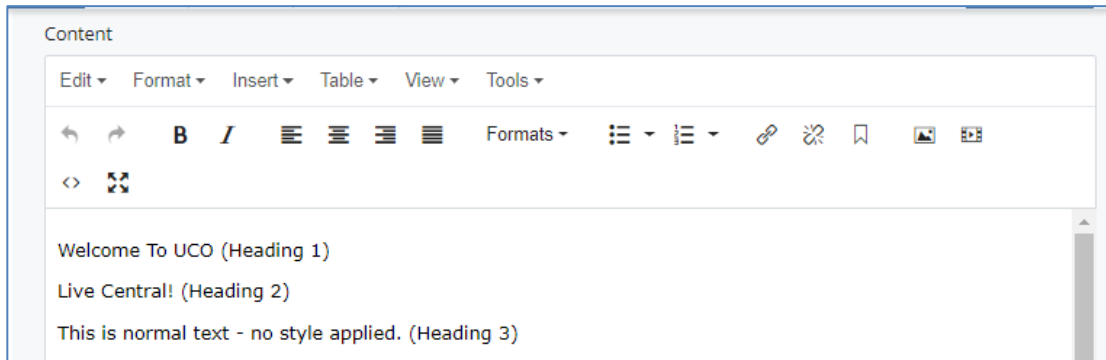 Content
Edit Format Insert Table View Tools
B I Formats
Welcome To UCO (Heading 1)
Live Central! (Heading 2)
This is normal text - no style applied. (Heading 3)